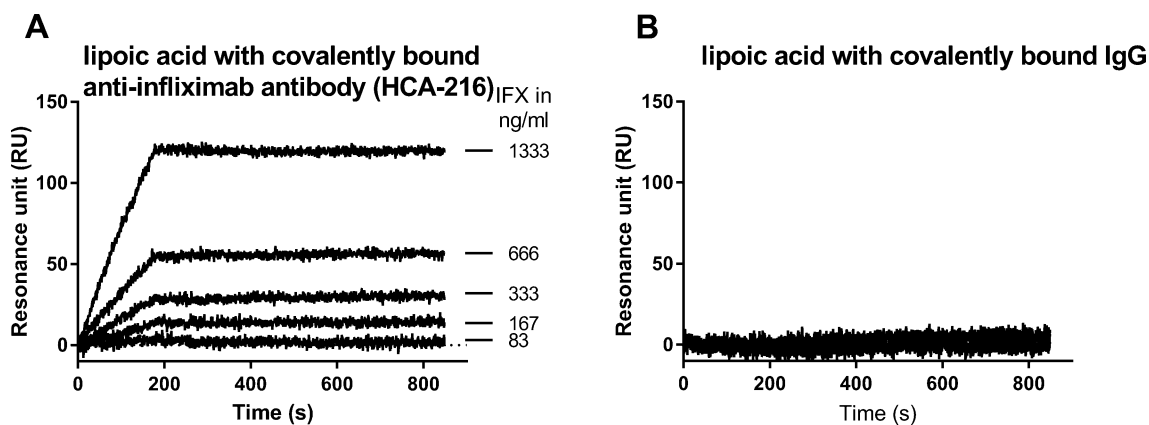 A
lipoic acid with covalently bound
anti-infliximab antibody (HCA-216)
IFX in
ng/ml
150
100
50
0
Resonance unit (RU)
1333
666
333
167
83
0 200 400 600 800
Time (s)
B
lipoic acid with covalently bound IgG
150
100
50
0
Resonance unit (RU)
0 200 400 600 800
Time (s)